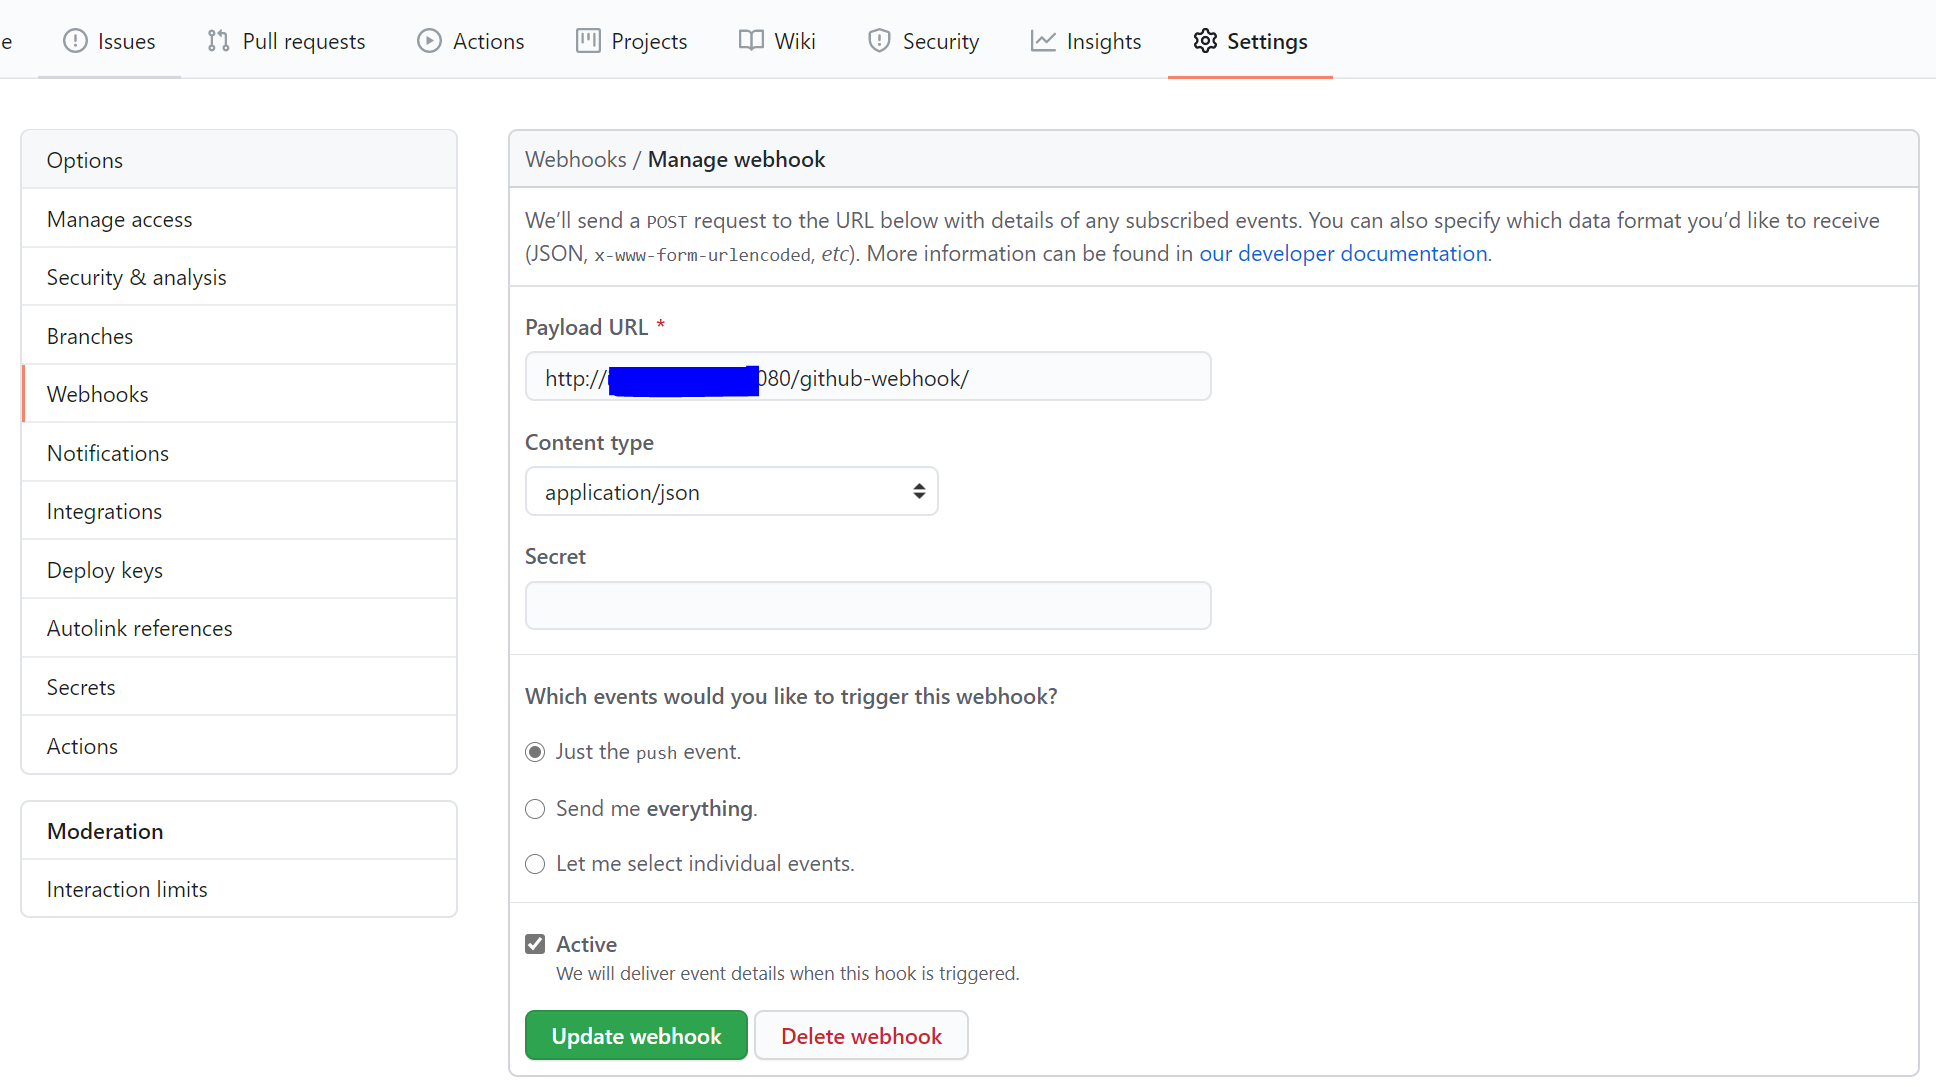 e Issues Pull requests Actions Projects Wiki Security Insights Settings
Options
Manage access
Security & analysis
Branches
Webhooks
Notifications
Integrations
Deploy keys
Autolink references
Secrets
Actions
Moderation
Interaction limits
Webhooks / Manage webhook
We’ll send a POST request to the URL below with details of any subscribed events. You can also specify which data format you’d like to receive
(JSON, x-www-form-urlencoded, etc). More information can be found in our developer documentation.
Payload URL *
http:// 080/github-webhook/
Content type
application/json
Secret
Which events would you like to trigger this webhook?
Just the push event.
Send me everything.
Let me select individual events.
Active
We will deliver event details when this hook is triggered.
Update webhook Delete webhook